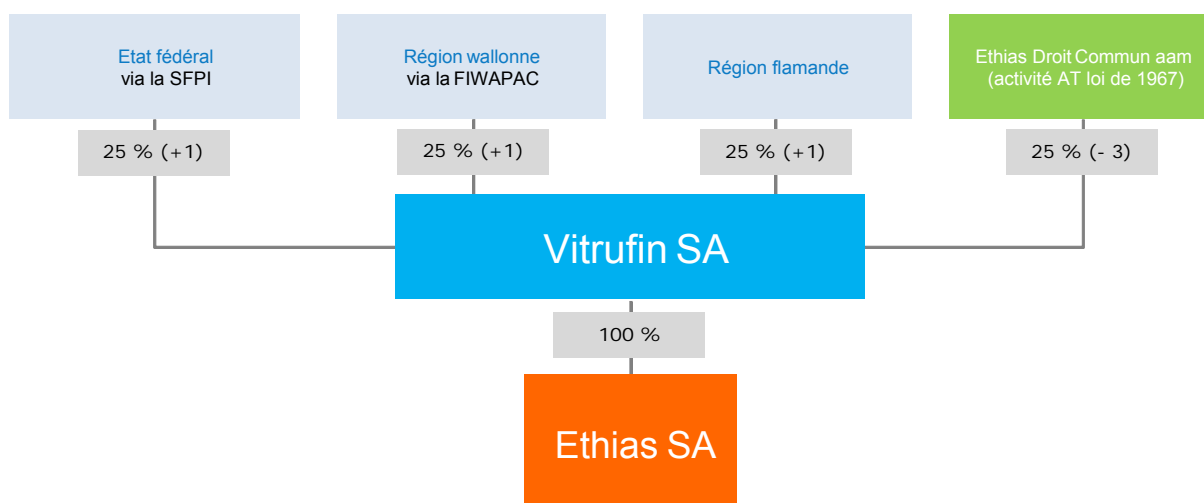 Etat fédéral
via la SFPI
Région wallonne
via la FIWAPAC
Région flamande
Ethias Droit Commun aam
(activité AT loi de 1967)
25 % (+1)
25 % (+1)
25 % (+1)
25 % (- 3)
Vitrufin SA
100 %
Ethias SA